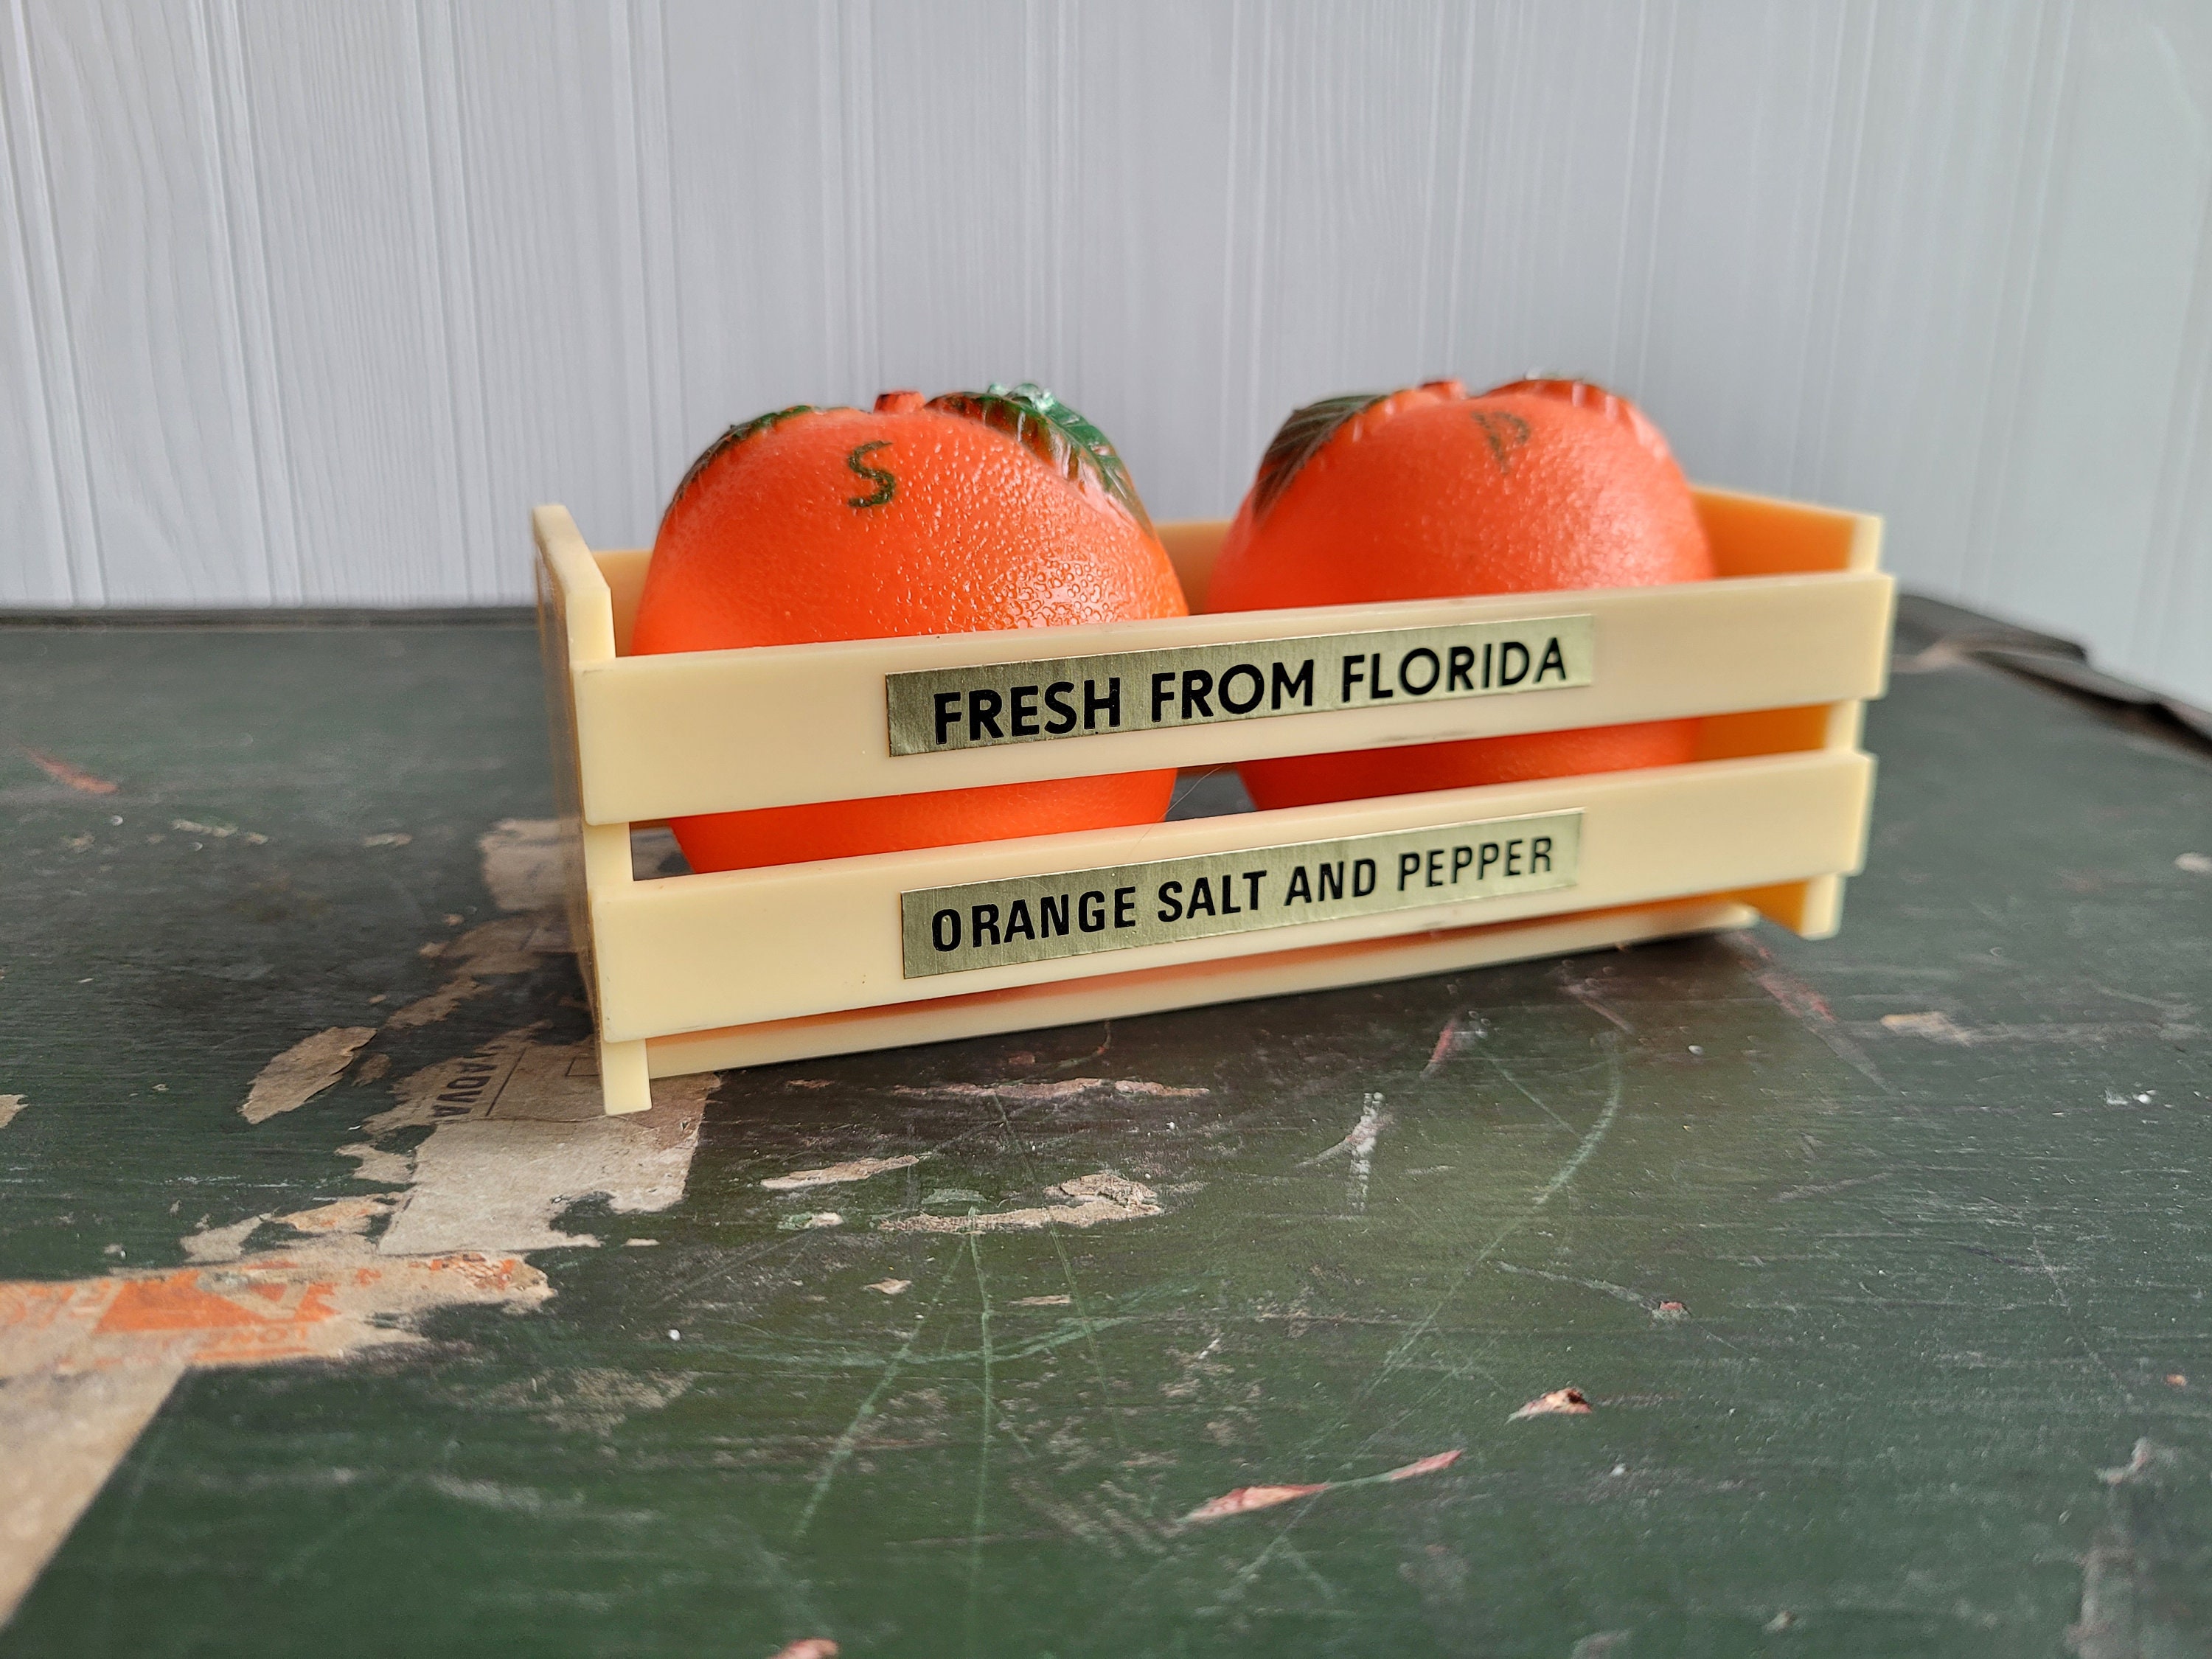 S
P
FRESH FROM FLORIDA
ORANGE SALT AND PEPPER